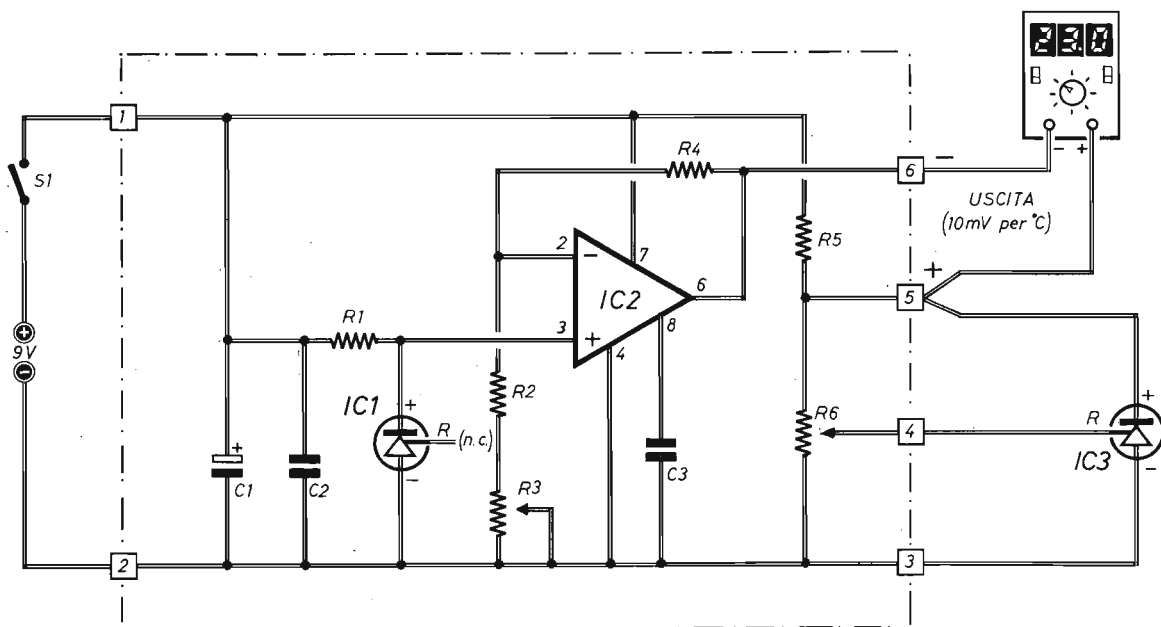 23.0
- +
1
S1
+
9V
-
2
R4
6 -
USCITA
(10mV per °C)
2 -
7
R5
IC2
6
+
5
R1
3 +
8
4
R2
IC1
+
R (n.c.)
-
R6
4
R
+
IC3
-
+
C1
C2
R3
C3
3